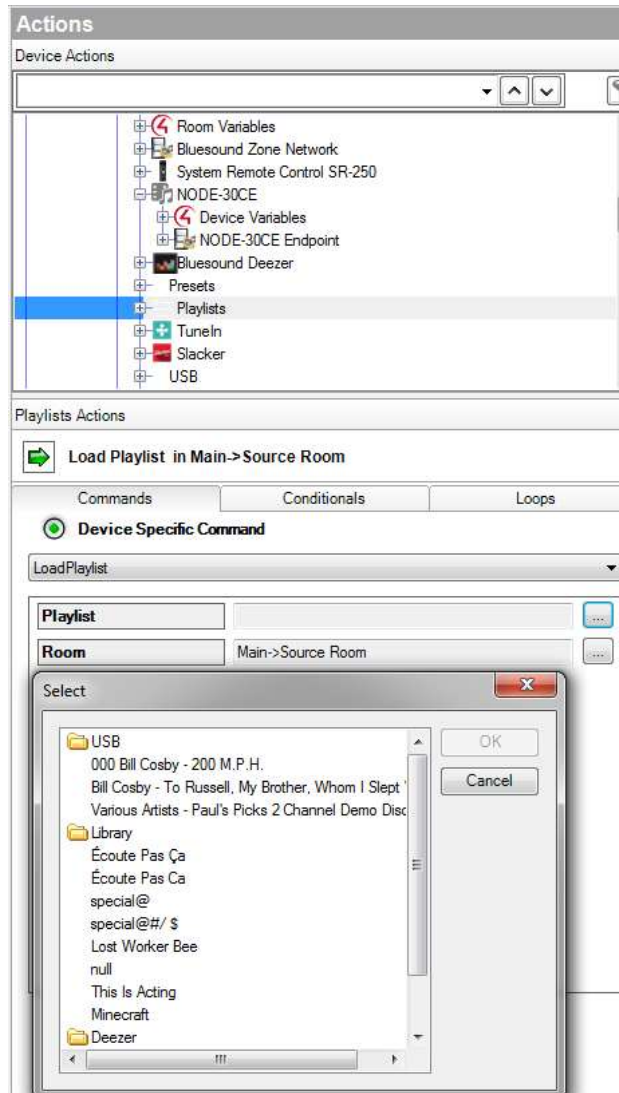 Actions
Device Actions
Room Variables
Bluesound Zone Network
System Remote Control SR-250
NODE-30CE
Device Variables
NODE-30CE Endpoint
Bluesound Deezer
Presets
Playlists
TuneIn
Slacker
USB
Playlists Actions
Load Playlist in Main->Source Room
Commands Conditionals Loops
Device Specific Command
LoadPlaylist
Playlist ...
Room Main->Source Room ...
Select
USB OK
000 Bill Cosby - 200 M.P.H.
Bill Cosby - To Russell, My Brother, Whom I Slept Cancel
Various Artists - Paul's Picks 2 Channel Demo Disc
Library
Écoute Pas Ça
Écoute Pas Ca
special@
special@#/ $
Lost Worker Bee
null
This Is Acting
Minecraft
Deezer